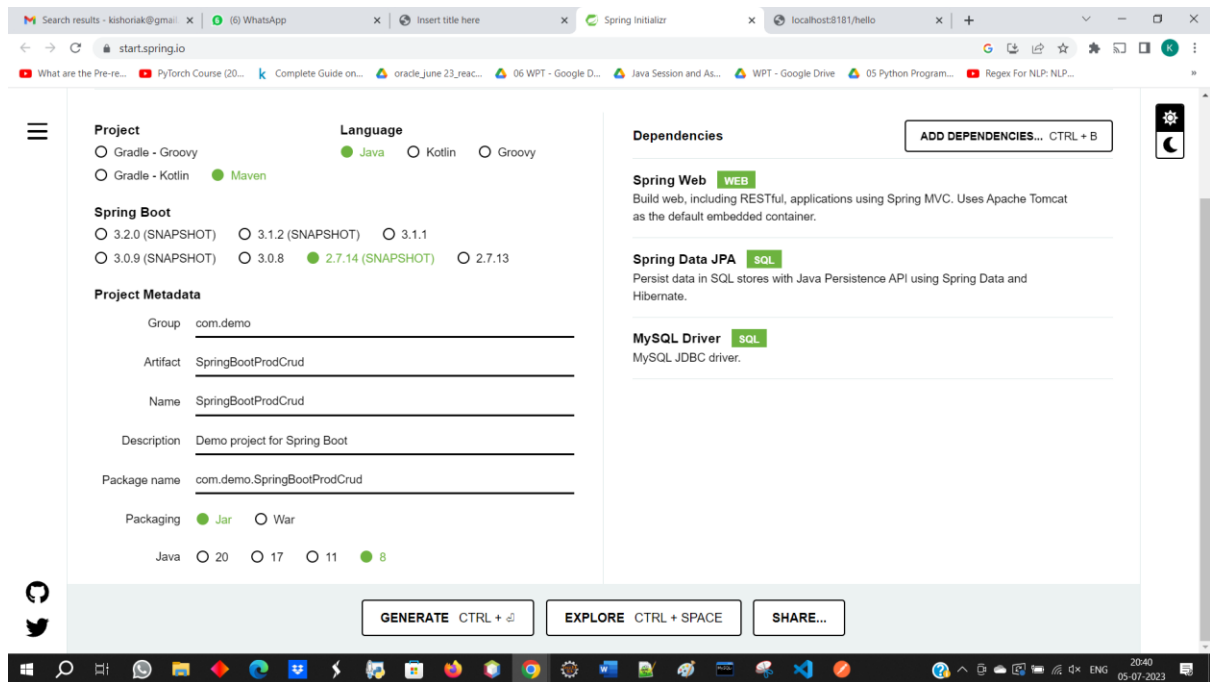 Search results - kishoriak@gmail. (6) WhatsApp Insert title here Spring Initializr localhost:8181/hello
start.spring.io
What are the Pre-re... PyTorch Course (20... Complete Guide on... oracle_june 23_reac... 06 WPT - Google D... Java Session and As... WPT - Google Drive 05 Python Program... Regex For NLP: NLP...
Project
Gradle - Groovy
Gradle - Kotlin Maven
Language
Java Kotlin Groovy
Spring Boot
3.2.0 (SNAPSHOT) 3.1.2 (SNAPSHOT) 3.1.1
3.0.9 (SNAPSHOT) 3.0.8 2.7.14 (SNAPSHOT) 2.7.13
Project Metadata
Group com.demo
Artifact SpringBootProdCrud
Name SpringBootProdCrud
Description Demo project for Spring Boot
Package name com.demo.SpringBootProdCrud
Packaging Jar War
Java 20 17 11 8
Dependencies
ADD DEPENDENCIES... CTRL + B
Spring Web WEB
Build web, including RESTful, applications using Spring MVC. Uses Apache Tomcat
as the default embedded container.
Spring Data JPA SQL
Persist data in SQL stores with Java Persistence API using Spring Data and
Hibernate.
MySQL Driver SQL
MySQL JDBC driver.
GENERATE CTRL + ⏎ EXPLORE CTRL + SPACE SHARE...
ENG 20:40
05-07-2023